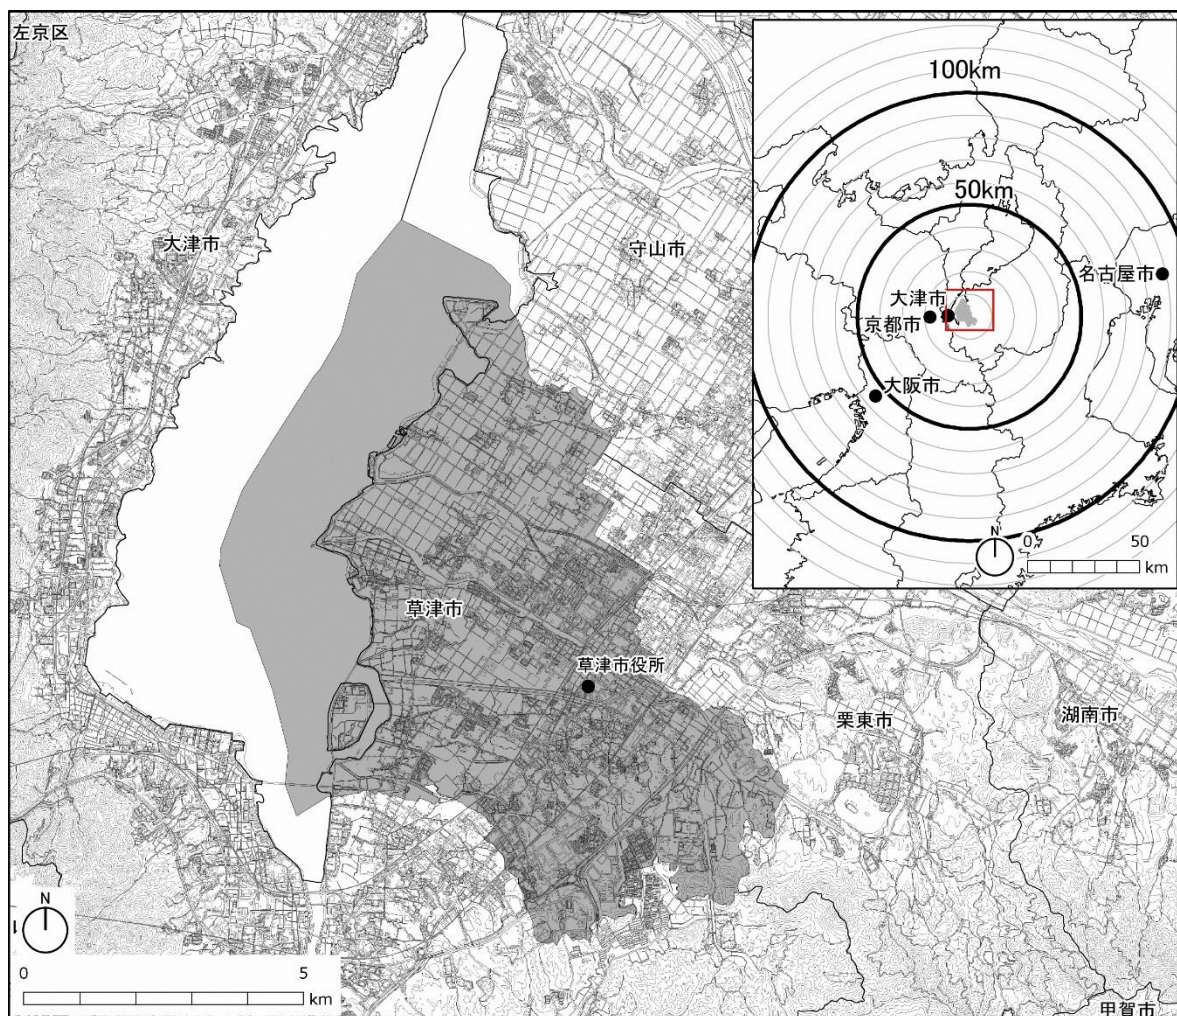 左京区
大津市
守山市
草津市
草津市役所
栗東市
湖南市
甲賀市
N
0 5
km
100km
50km
名古屋市
大津市
京都市
大阪市
N
0 50
km